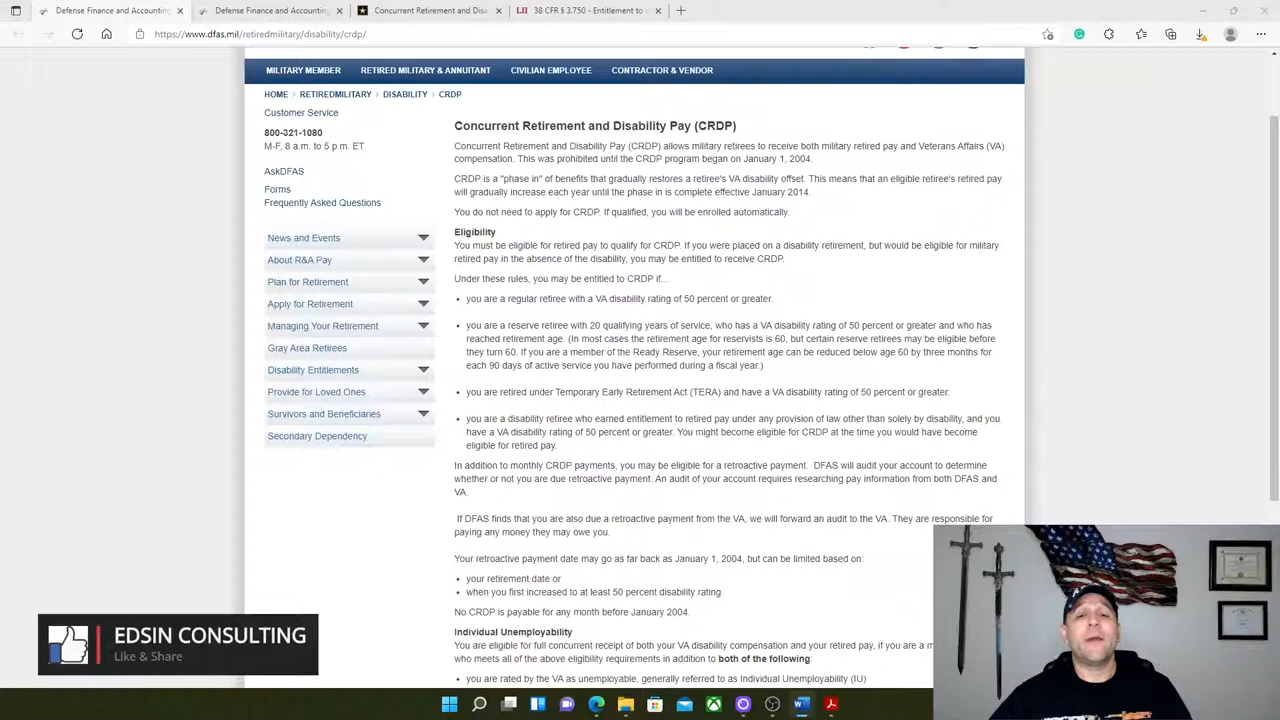 Defense Finance and Accounting
Defense Finance and Accounting
Concurrent Retirement and Disa
LII
38 CFR § 3.750 - Entitlement to
https://www.dfas.mil/retiredmilitary/disability/crdp/
MILITARY MEMBER
RETIRED MILITARY & ANNUITANT
CIVILIAN EMPLOYEE
CONTRACTOR & VENDOR
HOME > RETIREDMILITARY > DISABILITY > CRDP
Customer Service
800-321-1080
M-F, 8 a.m. to 5 p.m. ET
AskDFAS
Forms
Frequently Asked Questions
News and Events
About R&A Pay
Plan for Retirement
Apply for Retirement
Managing Your Retirement
Gray Area Retirees
Disability Entitlements
Provide for Loved Ones
Survivors and Beneficiaries
Secondary Dependency
Concurrent Retirement and Disability Pay (CRDP)
Concurrent Retirement and Disability Pay (CRDP) allows military retirees to receive both military retired pay and Veterans Affairs (VA)
compensation. This was prohibited until the CRDP program began on January 1, 2004.
CRDP is a "phase in" of benefits that gradually restores a retiree's VA disability offset. This means that an eligible retiree's retired pay
will gradually increase each year until the phase in is complete effective January 2014.
You do not need to apply for CRDP. If qualified, you will be enrolled automatically.
Eligibility
You must be eligible for retired pay to qualify for CRDP. If you were placed on a disability retirement, but would be eligible for military
retired pay in the absence of the disability, you may be entitled to receive CRDP.
Under these rules, you may be entitled to CRDP if...
• you are a regular retiree with a VA disability rating of 50 percent or greater.
• you are a reserve retiree with 20 qualifying years of service, who has a VA disability rating of 50 percent or greater and who has
reached retirement age. (In most cases the retirement age for reservists is 60, but certain reserve retirees may be eligible before
they turn 60. If you are a member of the Ready Reserve, your retirement age can be reduced below age 60 by three months for
each 90 days of active service you have performed during a fiscal year.)
• you are retired under Temporary Early Retirement Act (TERA) and have a VA disability rating of 50 percent or greater.
• you are a disability retiree who earned entitlement to retired pay under any provision of law other than solely by disability, and you
have a VA disability rating of 50 percent or greater. You might become eligible for CRDP at the time you would have become
eligible for retired pay.
In addition to monthly CRDP payments, you may be eligible for a retroactive payment. DFAS will audit your account to determine
whether or not you are due retroactive payment. An audit of your account requires researching pay information from both DFAS and
VA.
If DFAS finds that you are also due a retroactive payment from the VA, we will forward an audit to the VA. They are responsible for
paying any money they may owe you.
Your retroactive payment date may go as far back as January 1, 2004, but can be limited based on:
• your retirement date or
• when you first increased to at least 50 percent disability rating
No CRDP is payable for any month before January 2004.
Individual Unemployability
You are eligible for full concurrent receipt of both your VA disability compensation and your retired pay, if you are a m
who meets all of the above eligibility requirements in addition to both of the following:
• you are rated by the VA as unemployable, generally referred to as Individual Unemployability (IU)
EDSIN CONSULTING
Like & Share